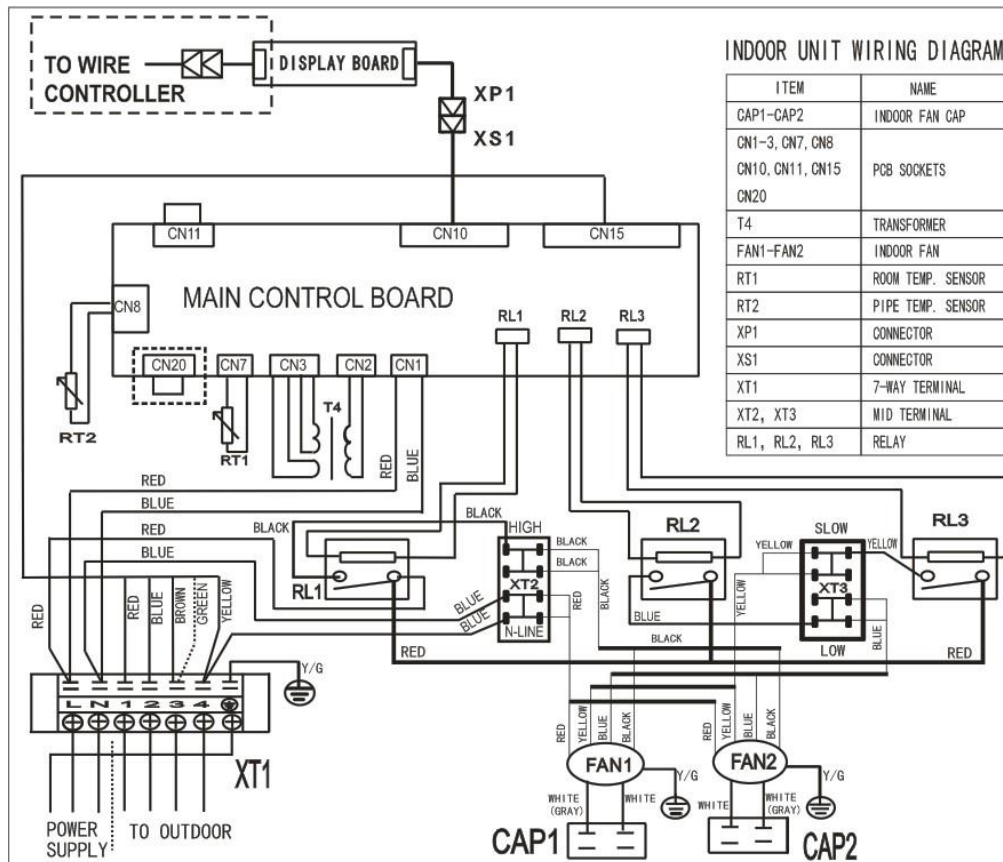 TO WIRE
CONTROLLER
DISPLAY BOARD
XP1
XS1
INDOOR UNIT WIRING DIAGRAM
ITEM NAME
CAP1-CAP2 INDOOR FAN CAP
CN1-3, CN7, CN8
CN10, CN11, CN15 PCB SOCKETS
CN20
T4 TRANSFORMER
FAN1-FAN2 INDOOR FAN
RT1 ROOM TEMP. SENSOR
RT2 PIPE TEMP. SENSOR
XP1 CONNECTOR
XS1 CONNECTOR
XT1 7-WAY TERMINAL
XT2, XT3 MID TERMINAL
RL1, RL2, RL3 RELAY
CN11 CN10 CN15
CN8
MAIN CONTROL BOARD
RL1 RL2 RL3
CN20 CN7 CN3 CN2 CN1
RT2
RT1
T4
RED
BLUE
RED
BLUE
RED
BLUE
BLACK
BLACK
HIGH
BLACK
BLACK
XT2
N-LINE
RL1
RL2
RL3
SLOW
YELLOW
YELLOW
XT3
LOW
BLUE
BLUE
BLUE
RED
BLACK
YELLOW
BLUE
BLACK
RED
RED
RED
RED
BLUE
BROWN
GREEN
YELLOW
Y/G
L N 1 2 3 4
XT1
POWER
SUPPLY
TO OUTDOOR
RED
YELLOW
BLUE
BLACK
RED
YELLOW
BLUE
BLACK
FAN1
FAN2
Y/G
Y/G
WHITE
(GRAY)
WHITE
WHITE
WHITE
(GRAY)
CAP1
CAP2